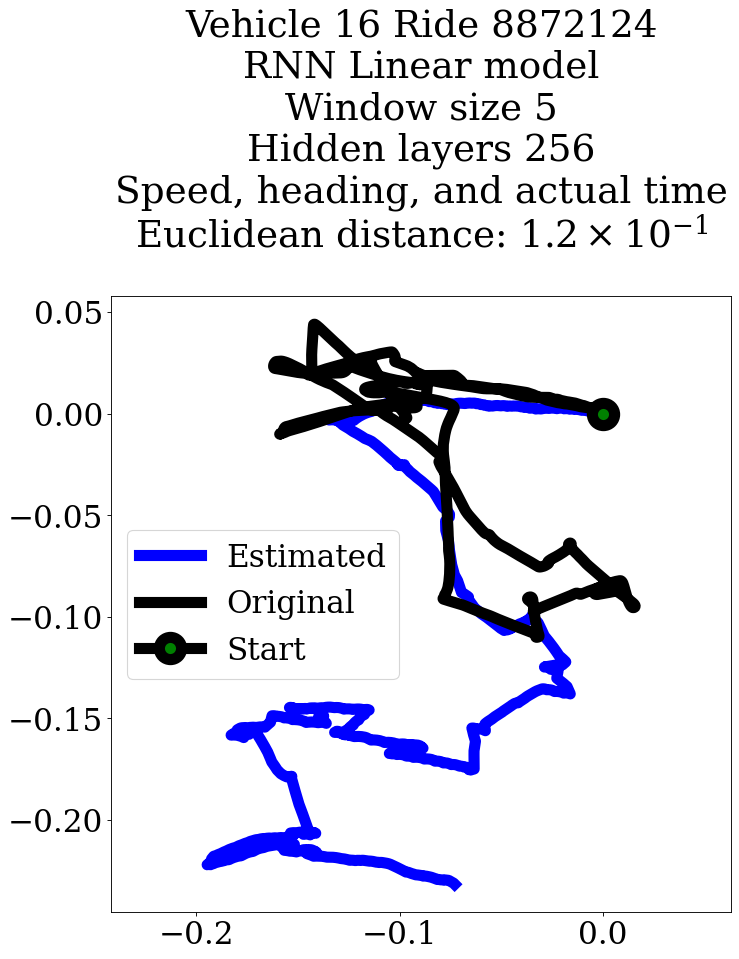 Vehicle 16 Ride 8872124
RNN Linear model
Window size 5
Hidden layers 256
Speed, heading, and actual time
Euclidean distance: 1.2 × 10⁻¹
0.05
0.00
−0.05
−0.10
−0.15
−0.20
Estimated
Original
Start
−0.2
−0.1
0.0